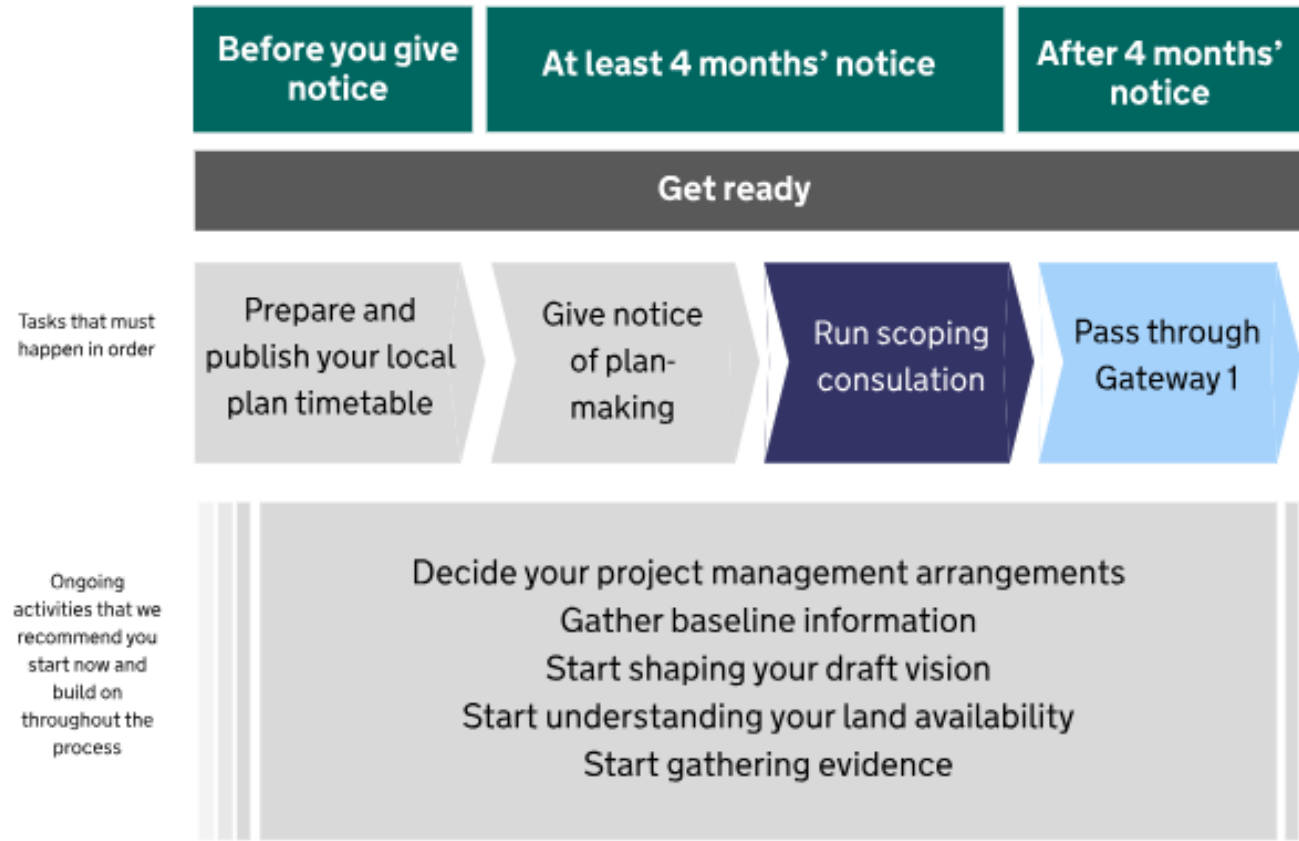 Before you give
notice
At least 4 months’ notice
After 4 months’
notice
Get ready
Tasks that must
happen in order
Prepare and
publish your local
plan timetable
Give notice
of plan-
making
Run scoping
consulation
Pass through
Gateway 1
Ongoing
activities that we
recommend you
start now and
build on
throughout the
process
Decide your project management arrangements
Gather baseline information
Start shaping your draft vision
Start understanding your land availability
Start gathering evidence